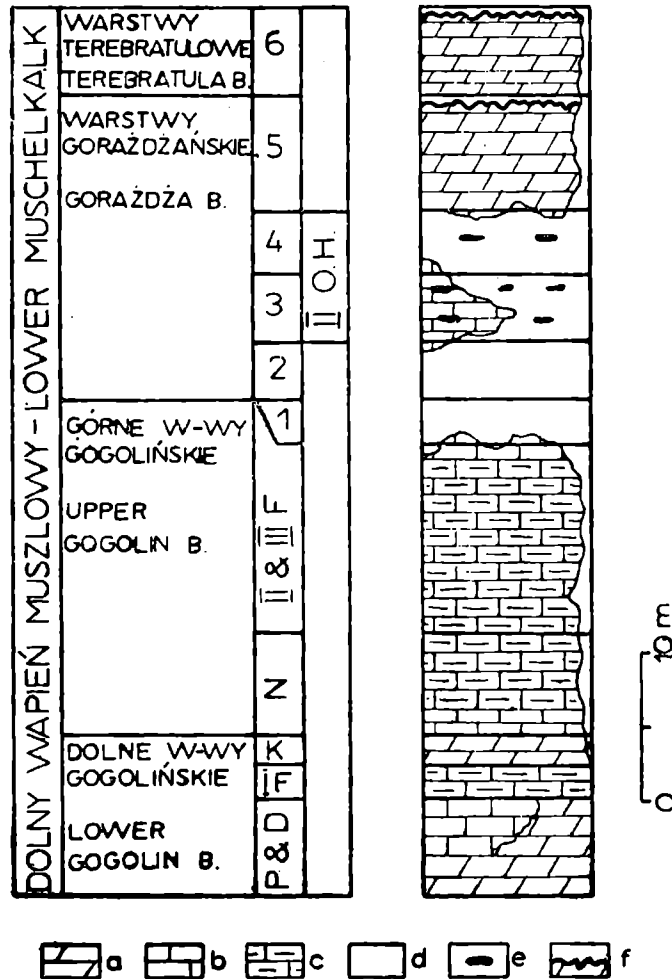 DOLNY WAPIEŃ MUSZLOWY - LOWER MUSCHELKALK
WARSTWY
TEREBRATULOWE
TEREBRATULA B.
6
WARSTWY
GORAŻDŻAŃSKIE
GORAŻDŻA B.
5
4
3
2
II O.H.
GÓRNE W-WY
GOGOLIŃSKIE
UPPER
GOGOLIN B.
1
II & III F
N
DOLNE W-WY
GOGOLIŃSKIE
LOWER
GOGOLIN B.
K
I F
P & D
10 m
0
a b c d e f